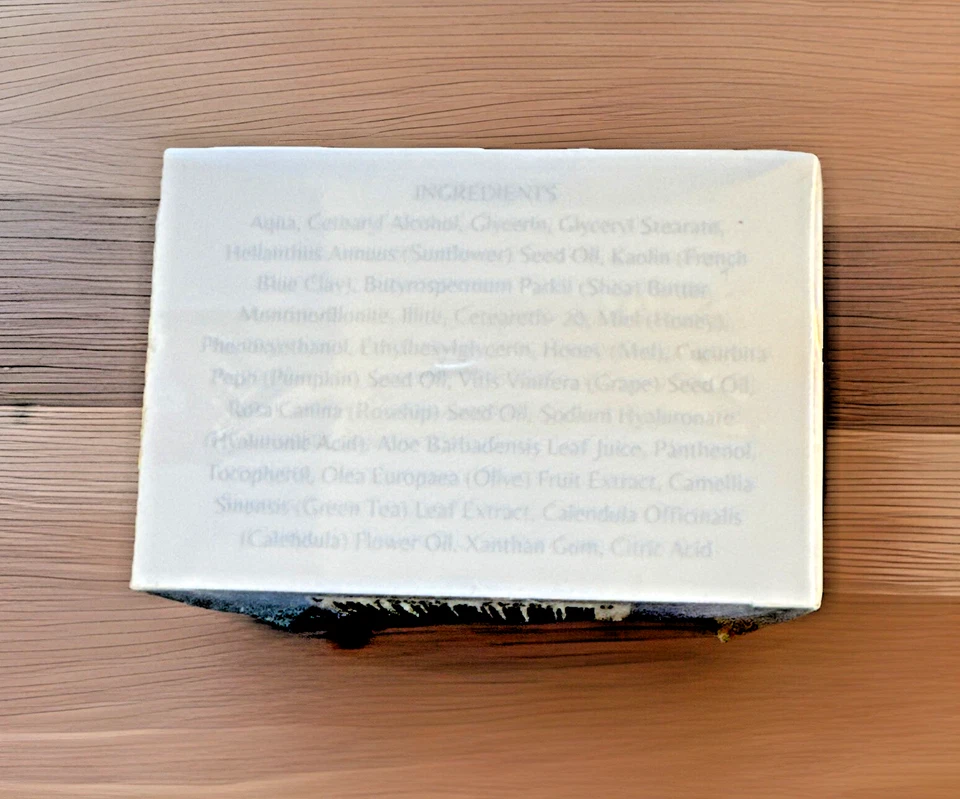 INGREDIENTS
Aqua, Cetearyl Alcohol, Glycerin, Glyceryl Stearate,
Helianthus Annuus (Sunflower) Seed Oil, Kaolin (French
Blue Clay), Butyrospermum Parkii (Shea) Butter
Montmorillonite, Illite, Ceteareth- 20, Miel (Honey),
Phenoxyethanol, Ethylhexylglycerin, Honey (Mel), Cucurbita
Pepo (Pumpkin) Seed Oil, Vitis Vinifera (Grape) Seed Oil,
Rosa Canina (Rosehip) Seed Oil, Sodium Hyaluronate
(Hyaluronic Acid), Aloe Barbadensis Leaf Juice, Panthenol,
Tocopherol, Olea Europaea (Olive) Fruit Extract, Camellia
Sinensis (Green Tea) Leaf Extract, Calendula Officinalis
(Calendula) Flower Oil, Xanthan Gum, Citric Acid